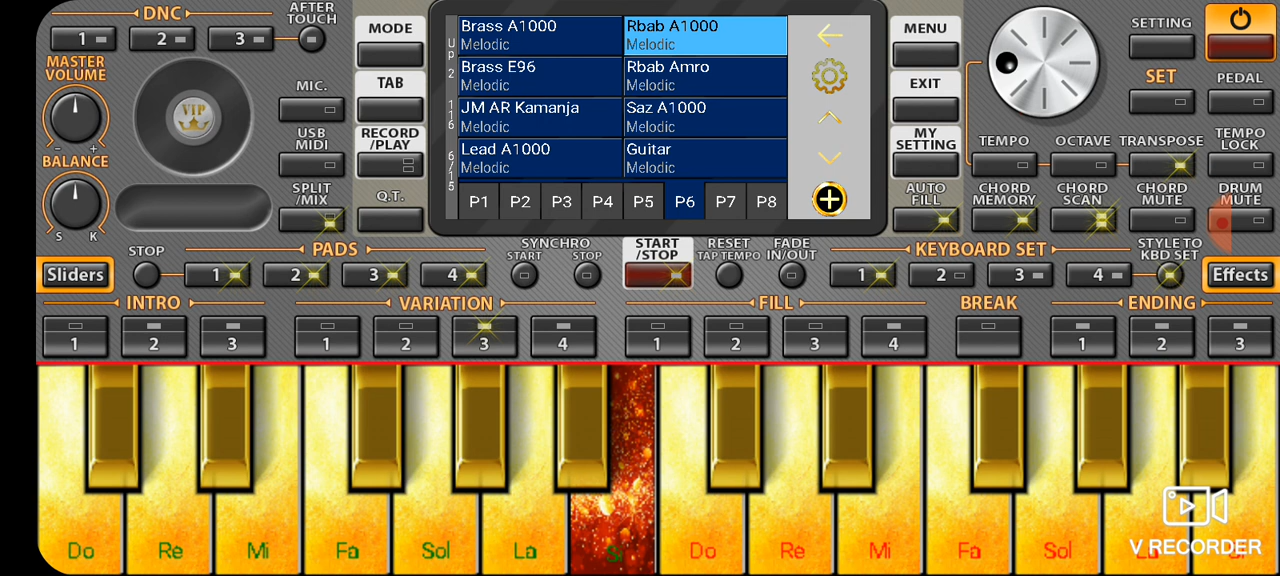 DNC
AFTER
TOUCH
1
2
3
MASTER
VOLUME
- +
BALANCE
S K
VIP
MIC.
USB
MIDI
SPLIT
/MIX
MODE
TAB
RECORD
/PLAY
Q.T.
Up 2
116
6/15
Brass A1000
Melodic
Rbab A1000
Melodic
Brass E96
Melodic
Rbab Amro
Melodic
JM AR Kamanja
Melodic
Saz A1000
Melodic
Lead A1000
Melodic
Guitar
Melodic
P1 P2 P3 P4 P5 P6 P7 P8
MENU
EXIT
MY
SETTING
AUTO
FILL
SETTING
SET
PEDAL
TEMPO
OCTAVE
TRANSPOSE
TEMPO
LOCK
CHORD
MEMORY
CHORD
SCAN
CHORD
MUTE
DRUM
MUTE
STOP
PADS
1 2 3 4
SYNCHRO
START STOP
START
/STOP
RESET
TAP TEMPO
FADE
IN/OUT
KEYBOARD SET
1 2 3 4
STYLE TO
KBD SET
Sliders
Effects
INTRO
1 2 3
VARIATION
1 2 3 4
FILL
1 2 3 4
BREAK
ENDING
1 2 3
Do Re Mi Fa Sol La Si Do Re Mi Fa Sol
V RECORDER